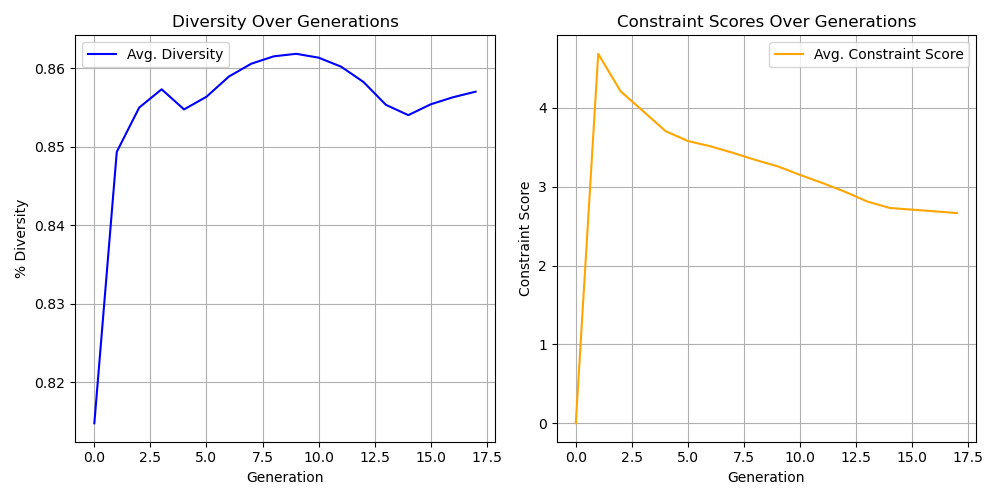 Diversity Over Generations
Avg. Diversity
% Diversity
0.86
0.85
0.84
0.83
0.82
0.0 2.5 5.0 7.5 10.0 12.5 15.0 17.5
Generation
Constraint Scores Over Generations
Avg. Constraint Score
Constraint Score
4
3
2
1
0
0.0 2.5 5.0 7.5 10.0 12.5 15.0 17.5
Generation